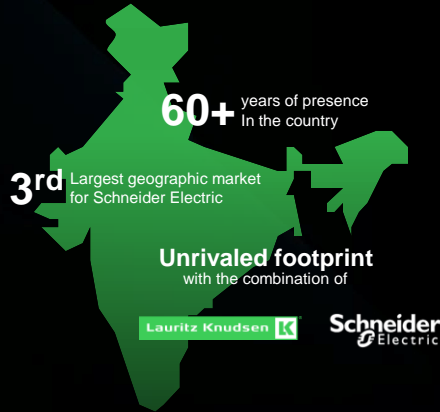 60+ years of presence
In the country
3rd Largest geographic market
for Schneider Electric
Unrivaled footprint
with the combination of
Lauritz Knudsen
Schneider
Electric